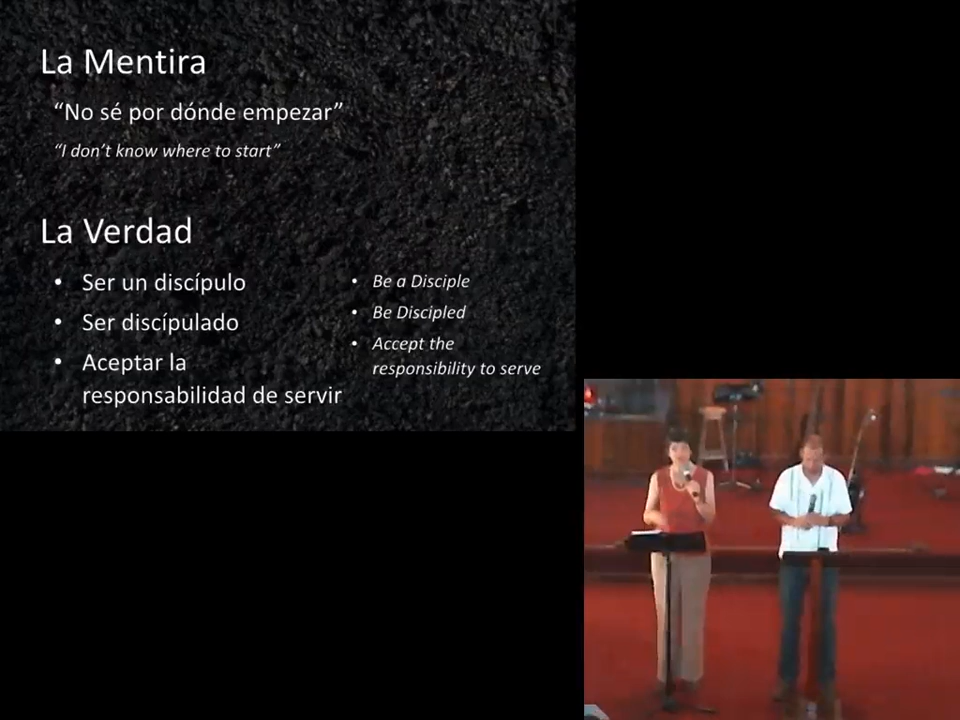 La Mentira
“No sé por dónde empezar”
“I don’t know where to start”
La Verdad
• Ser un discípulo
• Ser discípulado
• Aceptar la
responsabilidad de servir
• Be a Disciple
• Be Discipled
• Accept the
responsibility to serve